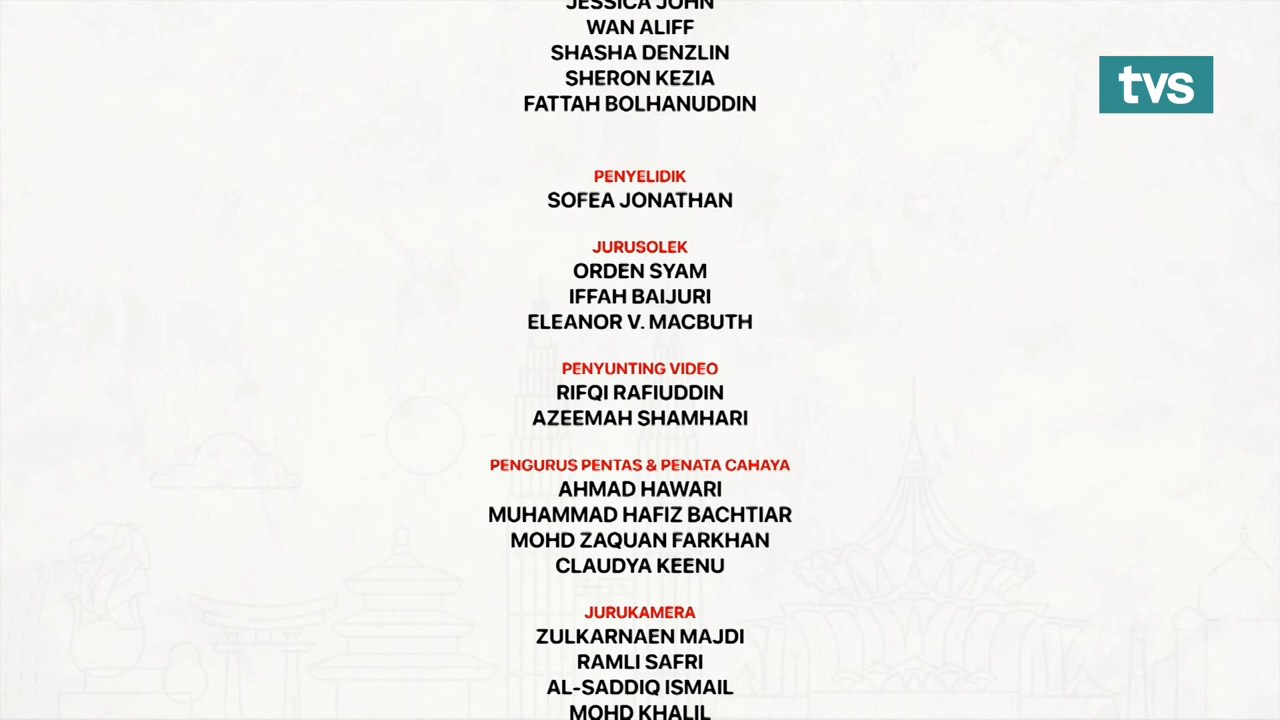 JESSICA JOHN
WAN ALIFF
SHASHA DENZLIN
SHERON KEZIA
FATTAH BOLHANUDDIN
tvs
PENYELIDIK
SOFEA JONATHAN
JURUSOLEK
ORDEN SYAM
IFFAH BAIJURI
ELEANOR V. MACBUTH
PENYUNTING VIDEO
RIFQI RAFIUDDIN
AZEEMAH SHAMHARI
PENGURUS PENTAS & PENATA CAHAYA
AHMAD HAWARI
MUHAMMAD HAFIZ BACHTIAR
MOHD ZAQUAN FARKHAN
CLAUDYA KEENU
JURUKAMERA
ZULKARNAEN MAJDI
RAMLI SAFRI
AL-SADDIQ ISMAIL
MOHD KHALIL